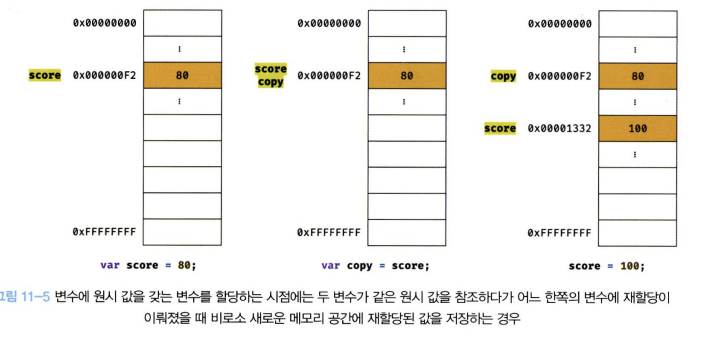 0x00000000
⋮
score 0x000000F2 80
⋮
0xFFFFFFFF
var score = 80;
0x00000000
⋮
score
copy
0x000000F2 80
⋮
0xFFFFFFFF
var copy = score;
0x00000000
⋮
copy 0x000000F2 80
⋮
score 0x00001332 100
⋮
0xFFFFFFFF
score = 100;
그림 11-5 변수에 원시 값을 갖는 변수를 할당하는 시점에는 두 변수가 같은 원시 값을 참조하다가 어느 한쪽의 변수에 재할당이
이뤄졌을 때 비로소 새로운 메모리 공간에 재할당된 값을 저장하는 경우